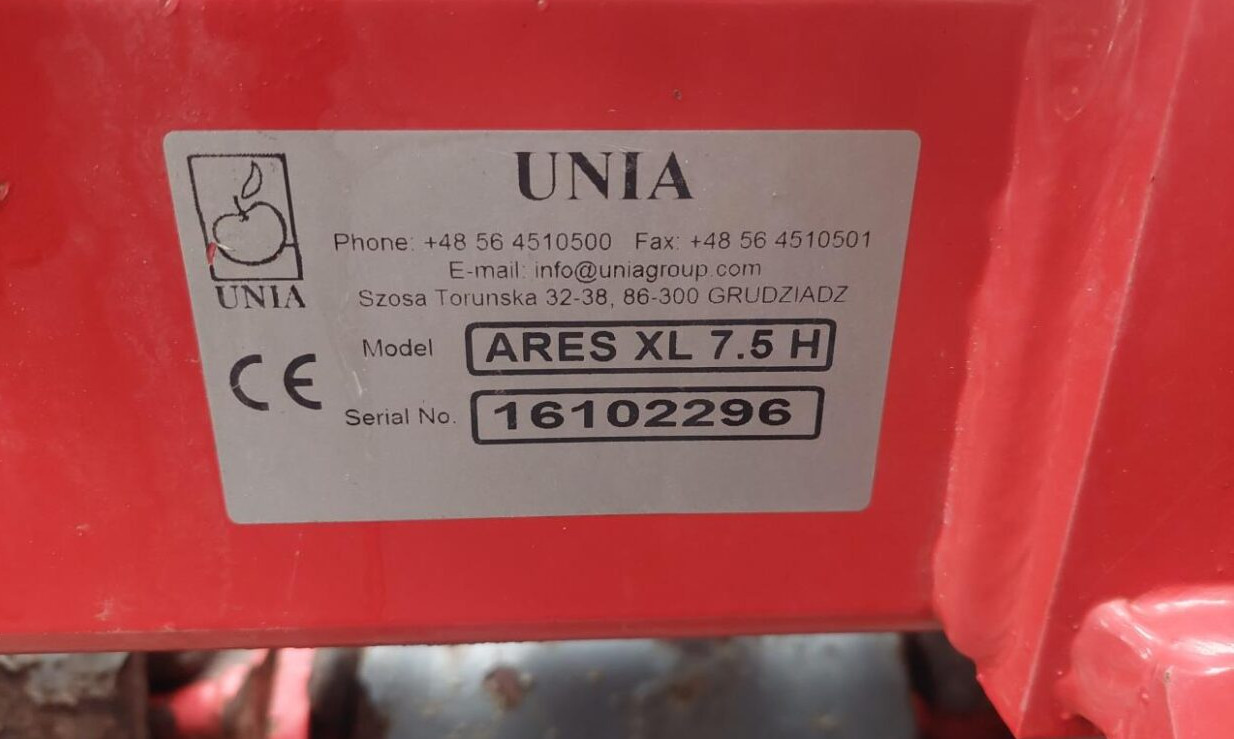 UNIA
UNIA
Phone: +48 56 4510500 Fax: +48 56 4510501
E-mail: info@uniagroup.com
Szosa Torunska 32-38, 86-300 GRUDZIADZ
Model ARES XL 7.5 H
CE
Serial No. 16102296